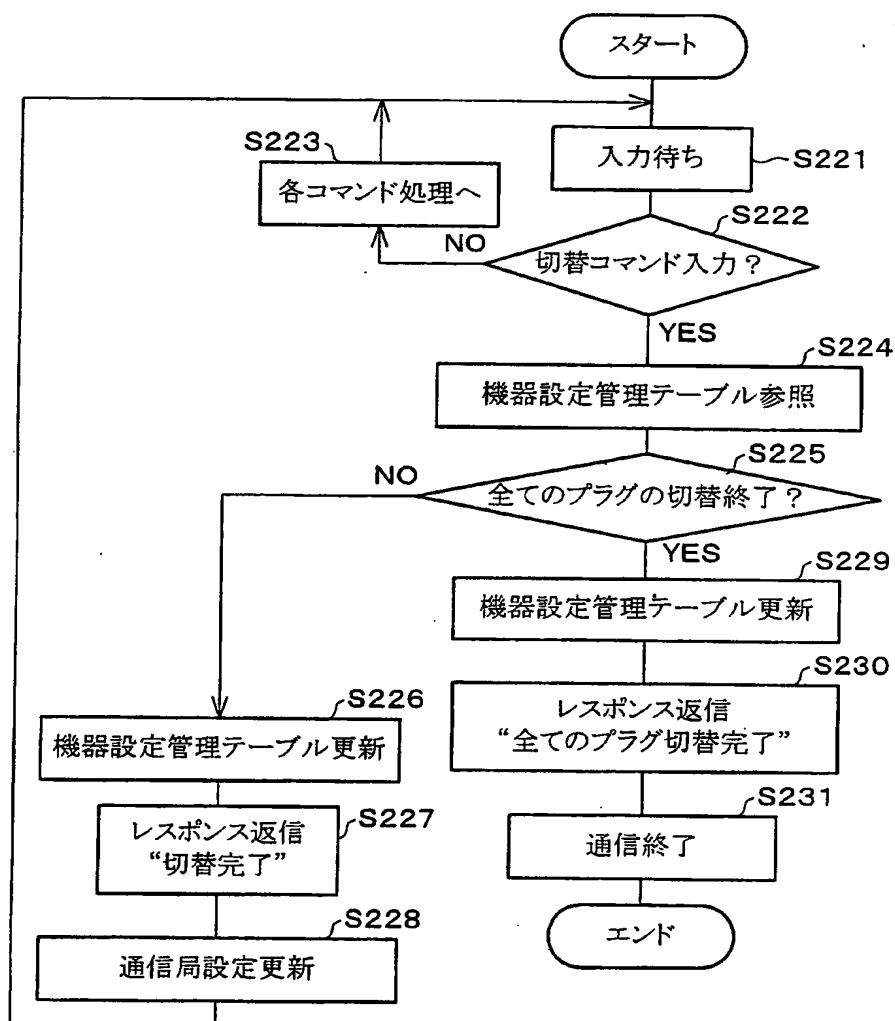 スタート
S221
入力待ち
S223
各コマンド処理へ
S222
切替コマンド入力？
NO
YES
S224
機器設定管理テーブル参照
S225
全てのプラグの切替終了？
NO
YES
S229
機器設定管理テーブル更新
S230
レスポンス返信
“全てのプラグ切替完了”
S231
通信終了
エンド
S226
機器設定管理テーブル更新
S227
レスポンス返信
“切替完了”
S228
通信局設定更新